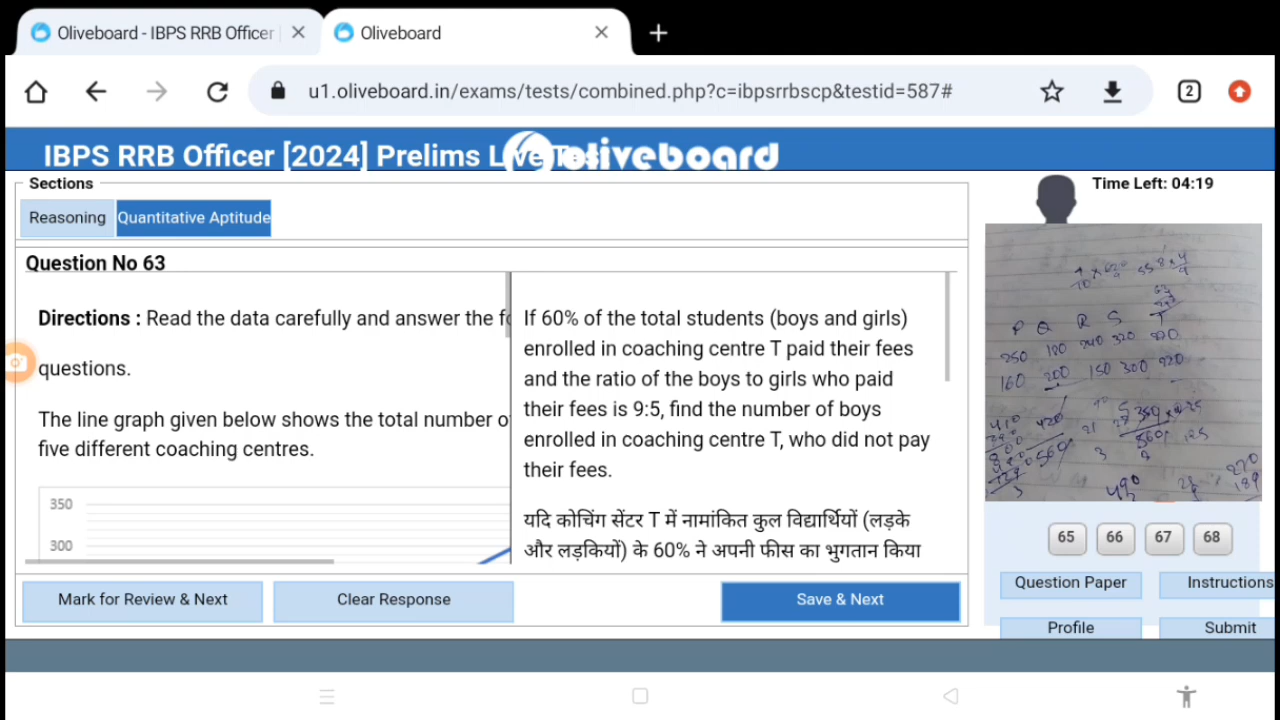 Oliveboard - IBPS RRB Officer
Oliveboard
u1.oliveboard.in/exams/tests/combined.php?c=ibpsrrbscp&testid=587#
2
IBPS RRB Officer [2024] Prelims Live Test
oliveboard
Sections
Reasoning
Quantitative Aptitude
Time Left: 04:19
Question No 63
Directions : Read the data carefully and answer the fo
questions.
The line graph given below shows the total number o
five different coaching centres.
350
300
If 60% of the total students (boys and girls)
enrolled in coaching centre T paid their fees
and the ratio of the boys to girls who paid
their fees is 9:5, find the number of boys
enrolled in coaching centre T, who did not pay
their fees.
यदि कोचिंग सेंटर T में नामांकित कुल विद्यार्थियों (लड़के
और लड़कियों) के 60% ने अपनी फीस का भुगतान किया
P Q R S T
250 180 240 320
160 200 150 300
65 66 67 68
Question Paper
Instructions
Profile
Submit
Mark for Review & Next
Clear Response
Save & Next